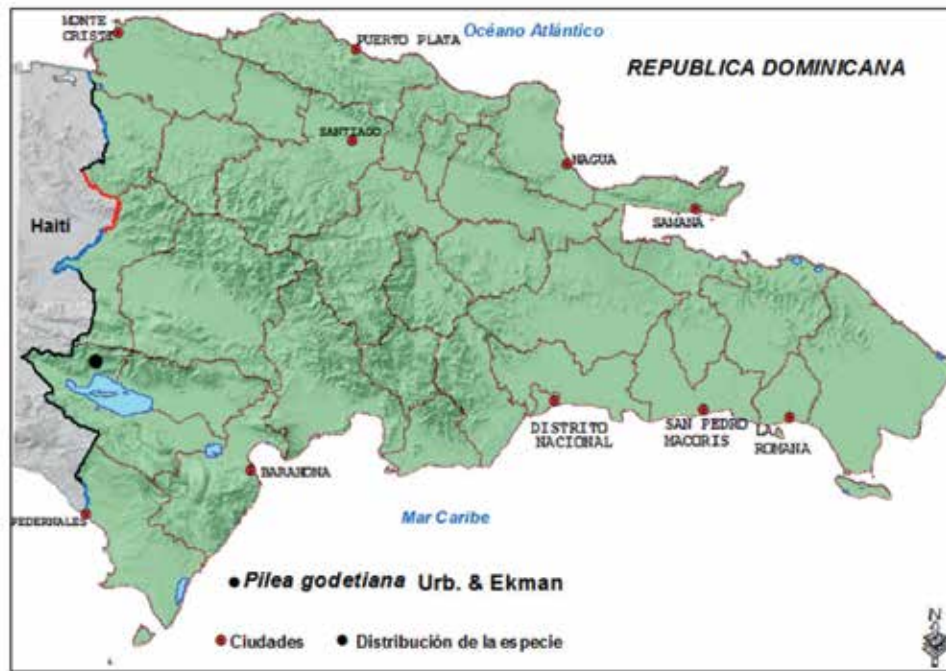 MONTE
CRISTI
PUERTO PLATA
Océano Atlántico
REPUBLICA DOMINICANA
SANTIAGO
NAGUA
SAMANA
Haití
DISTRITO
NACIONAL
SAN PEDRO
MACORIS
LA
ROMANA
BARAHONA
PEDERNALES
Mar Caribe
Pilea godetiana Urb. & Ekman
Ciudades
Distribución de la especie
N